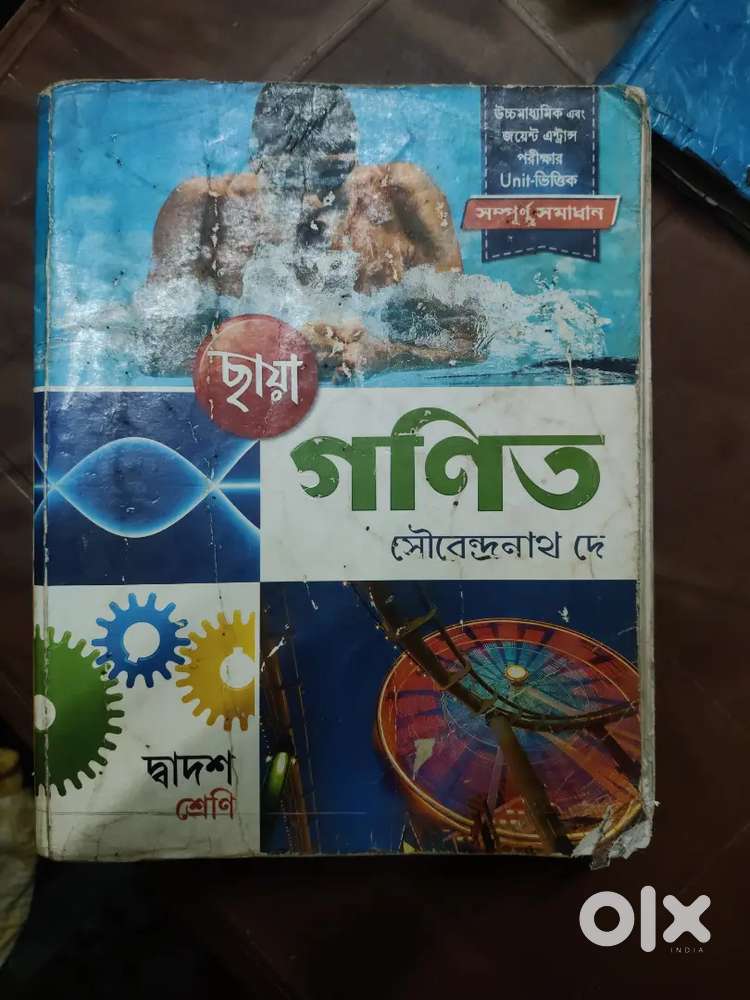 উচ্চমাধ্যমিক এবং
জয়েন্ট এন্ট্রান্স
পরীক্ষার
Unit-ভিত্তিক
সম্পূর্ণ সমাধান
ছায়া
গণিত
সৌরেন্দ্রনাথ দে
দ্বাদশ
শ্রেণি
olx
INDIA